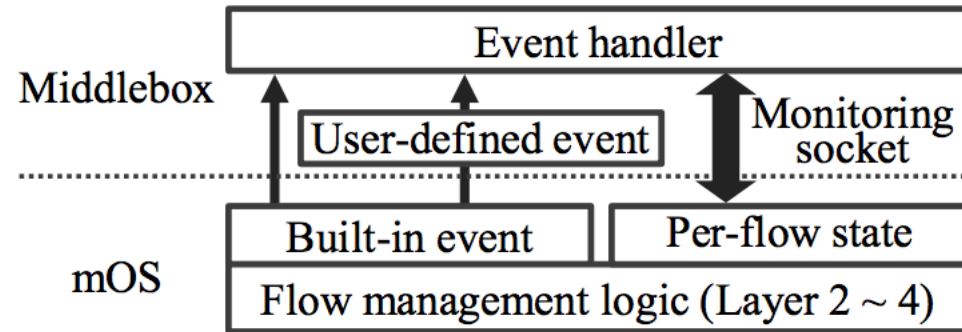 Event handler
Middlebox
User-defined event
Monitoring
socket
Built-in event
Per-flow state
mOS
Flow management logic (Layer 2 ~ 4)